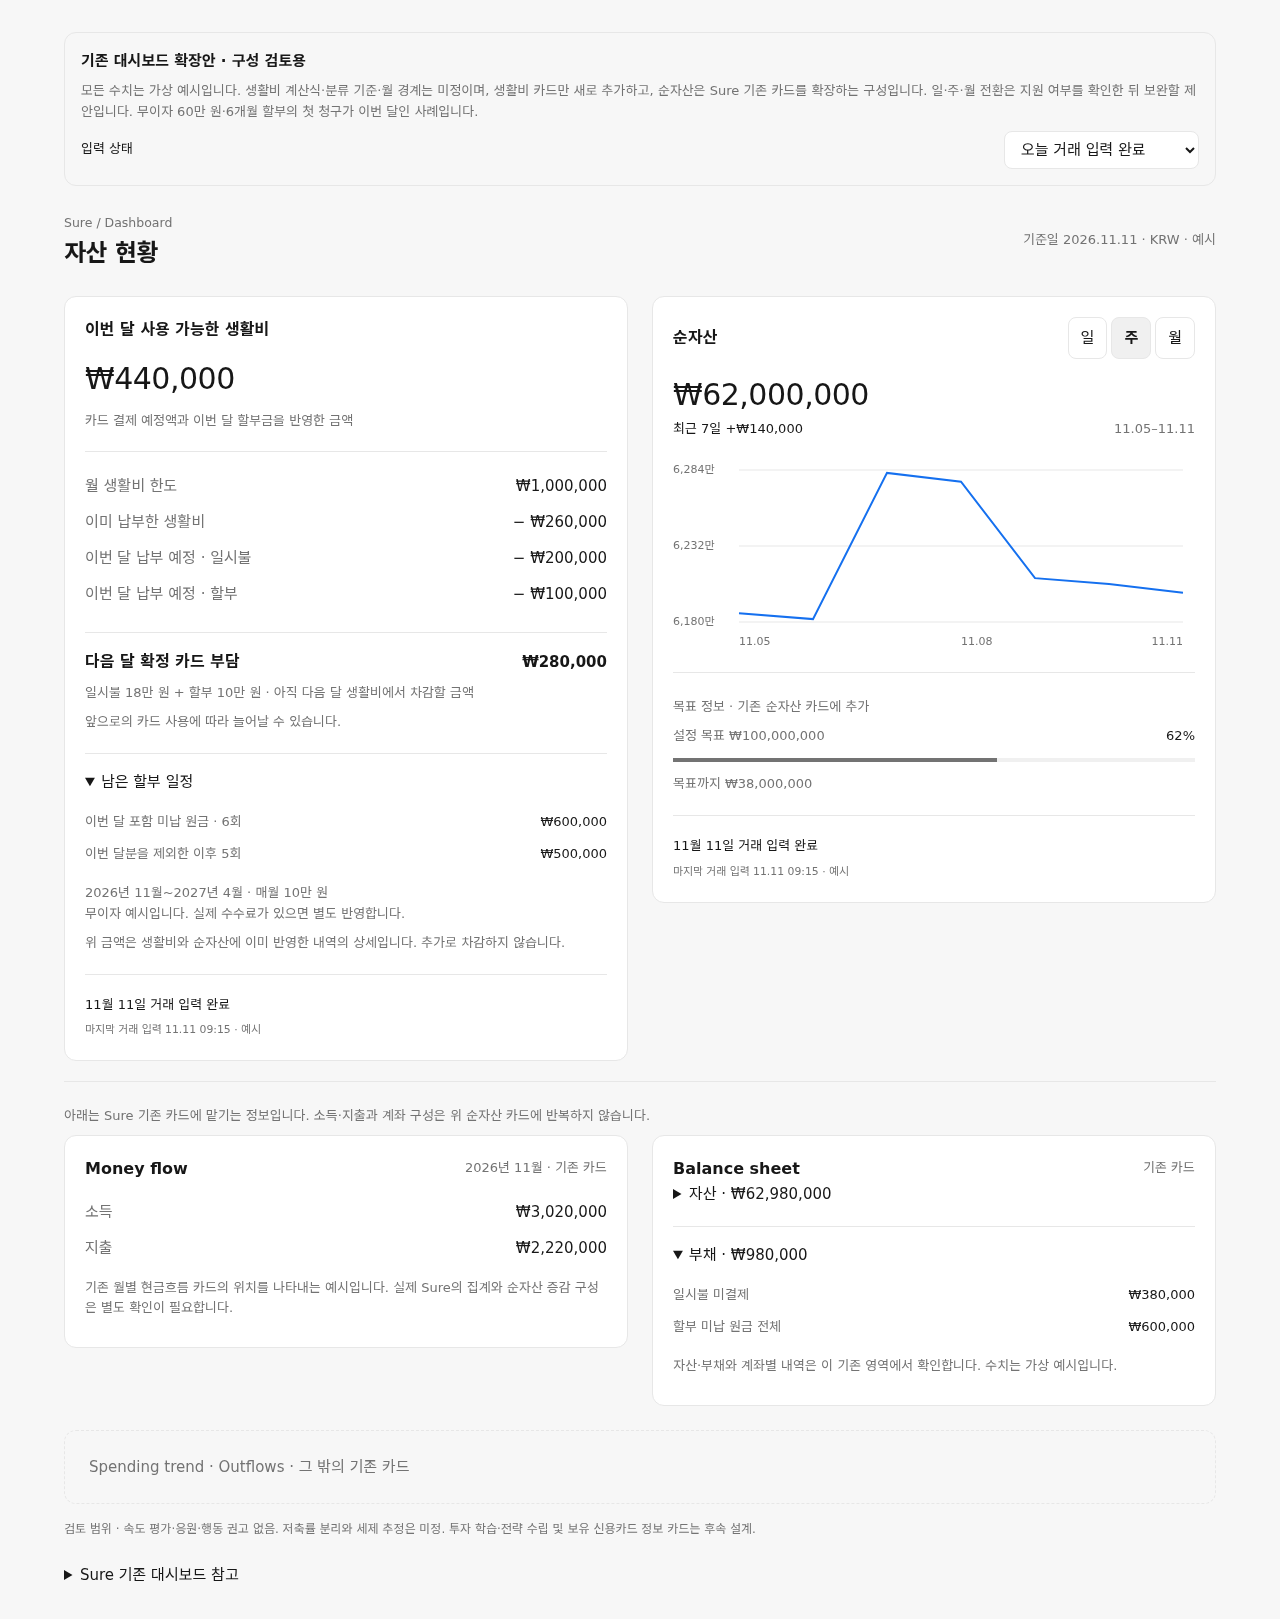 기존 대시보드 확장안 · 구성 검토용
모든 수치는 가상 예시입니다. 생활비 계산식·분류 기준·월 경계는 미정이며, 생활비 카드만 새로 추가하고, 순자산은 Sure 기존 카드를 확장하는 구성입니다. 일·주·월 전환은 지원 여부를 확인한 뒤 보완할 제
안입니다. 무이자 60만 원·6개월 할부의 첫 청구가 이번 달인 사례입니다.
입력 상태
오늘 거래 입력 완료
Sure / Dashboard
자산 현황
기준일 2026.11.11 · KRW · 예시
이번 달 사용 가능한 생활비
₩440,000
카드 결제 예정액과 이번 달 할부금을 반영한 금액
월 생활비 한도 ₩1,000,000
이미 납부한 생활비 − ₩260,000
이번 달 납부 예정 · 일시불 − ₩200,000
이번 달 납부 예정 · 할부 − ₩100,000
다음 달 확정 카드 부담 ₩280,000
일시불 18만 원 + 할부 10만 원 · 아직 다음 달 생활비에서 차감할 금액
앞으로의 카드 사용에 따라 늘어날 수 있습니다.
▼ 남은 할부 일정
이번 달 포함 미납 원금 · 6회 ₩600,000
이번 달분을 제외한 이후 5회 ₩500,000
2026년 11월~2027년 4월 · 매월 10만 원
무이자 예시입니다. 실제 수수료가 있으면 별도 반영합니다.
위 금액은 생활비와 순자산에 이미 반영한 내역의 상세입니다. 추가로 차감하지 않습니다.
11월 11일 거래 입력 완료
마지막 거래 입력 11.11 09:15 · 예시
순자산
일 주 월
₩62,000,000
최근 7일 +₩140,000 11.05–11.11
6,284만
6,232만
6,180만
11.05 11.08 11.11
목표 정보 · 기존 순자산 카드에 추가
설정 목표 ₩100,000,000 62%
목표까지 ₩38,000,000
11월 11일 거래 입력 완료
마지막 거래 입력 11.11 09:15 · 예시
아래는 Sure 기존 카드에 맡기는 정보입니다. 소득·지출과 계좌 구성은 위 순자산 카드에 반복하지 않습니다.
Money flow 2026년 11월 · 기존 카드
소득 ₩3,020,000
지출 ₩2,220,000
기존 월별 현금흐름 카드의 위치를 나타내는 예시입니다. 실제 Sure의 집계와 순자산 증감 구성
은 별도 확인이 필요합니다.
Balance sheet 기존 카드
▶ 자산 · ₩62,980,000
▼ 부채 · ₩980,000
일시불 미결제 ₩380,000
할부 미납 원금 전체 ₩600,000
자산·부채와 계좌별 내역은 이 기존 영역에서 확인합니다. 수치는 가상 예시입니다.
Spending trend · Outflows · 그 밖의 기존 카드
검토 범위 · 속도 평가·응원·행동 권고 없음. 저축률 분리와 세제 추정은 미정. 투자 학습·전략 수립 및 보유 신용카드 정보 카드는 후속 설계.
▶ Sure 기존 대시보드 참고